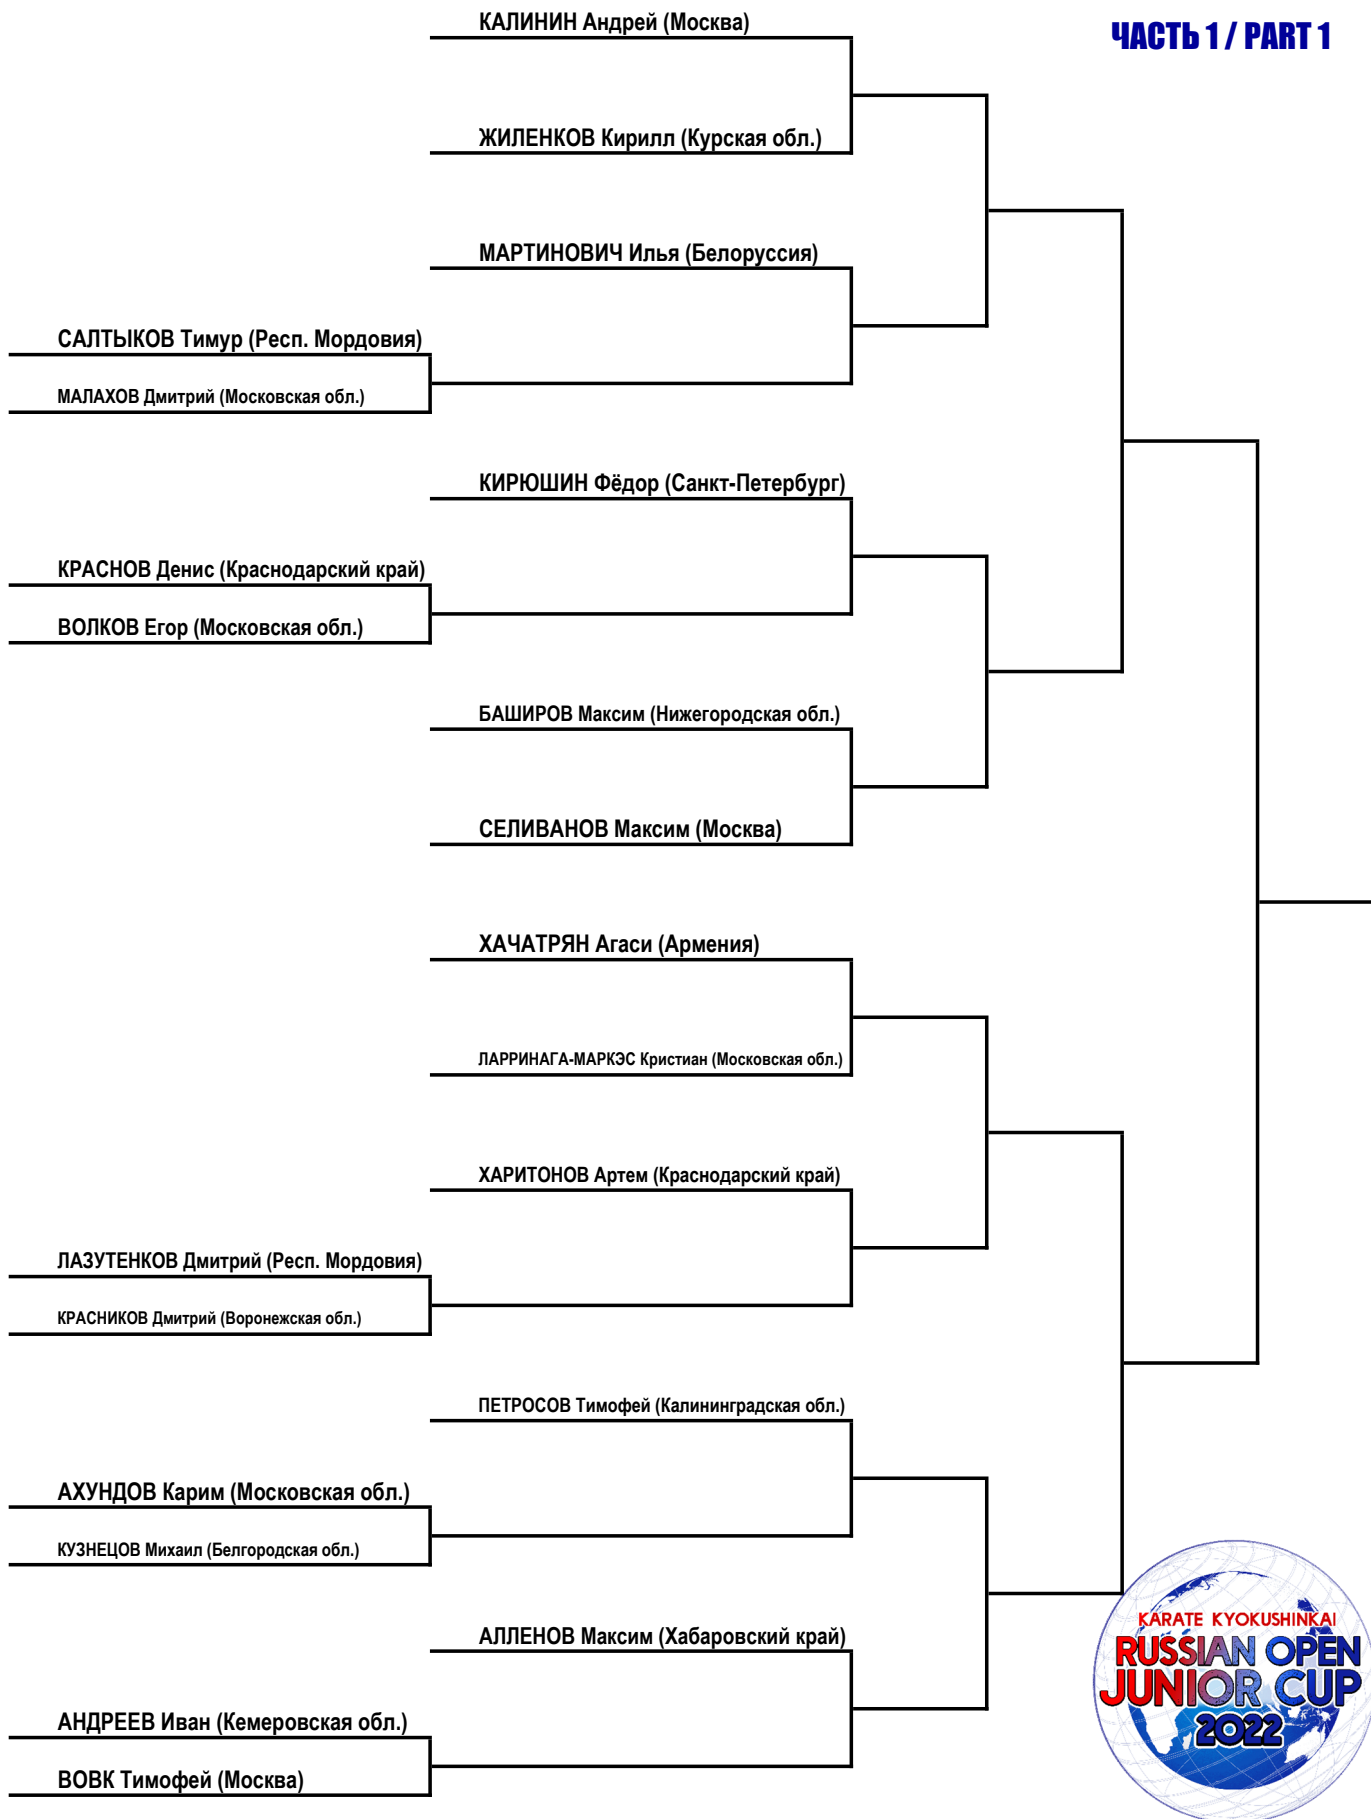 КАЛИНИН Андрей (Москва)
ЧАСТЬ 1 / PART 1
ЖИЛЕНКОВ Кирилл (Курская обл.)
МАРТИНОВИЧ Илья (Белоруссия)
САЛТЫКОВ Тимур (Респ. Мордовия)
МАЛАХОВ Дмитрий (Московская обл.)
КИРЮШИН Фёдор (Санкт-Петербург)
КРАСНОВ Денис (Краснодарский край)
ВОЛКОВ Егор (Московская обл.)
БАШИРОВ Максим (Нижегородская обл.)
СЕЛИВАНОВ Максим (Москва)
ХАЧАТРЯН Агаси (Армения)
ЛАРРИНАГА-МАРКЭС Кристиан (Московская обл.)
ХАРИТОНОВ Артем (Краснодарский край)
ЛАЗУТЕНКОВ Дмитрий (Респ. Мордовия)
КРАСНИКОВ Дмитрий (Воронежская обл.)
ПЕТРОСОВ Тимофей (Калининградская обл.)
АХУНДОВ Карим (Московская обл.)
КУЗНЕЦОВ Михаил (Белгородская обл.)
АЛЛЕНОВ Максим (Хабаровский край)
АНДРЕЕВ Иван (Кемеровская обл.)
ВОВК Тимофей (Москва)
KARATE KYOKUSHINKAI
RUSSIAN OPEN
JUNIOR CUP
2022